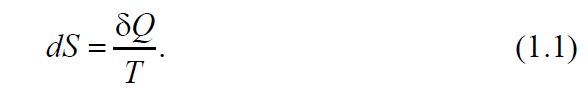 dS = δQ/T. (1.1)